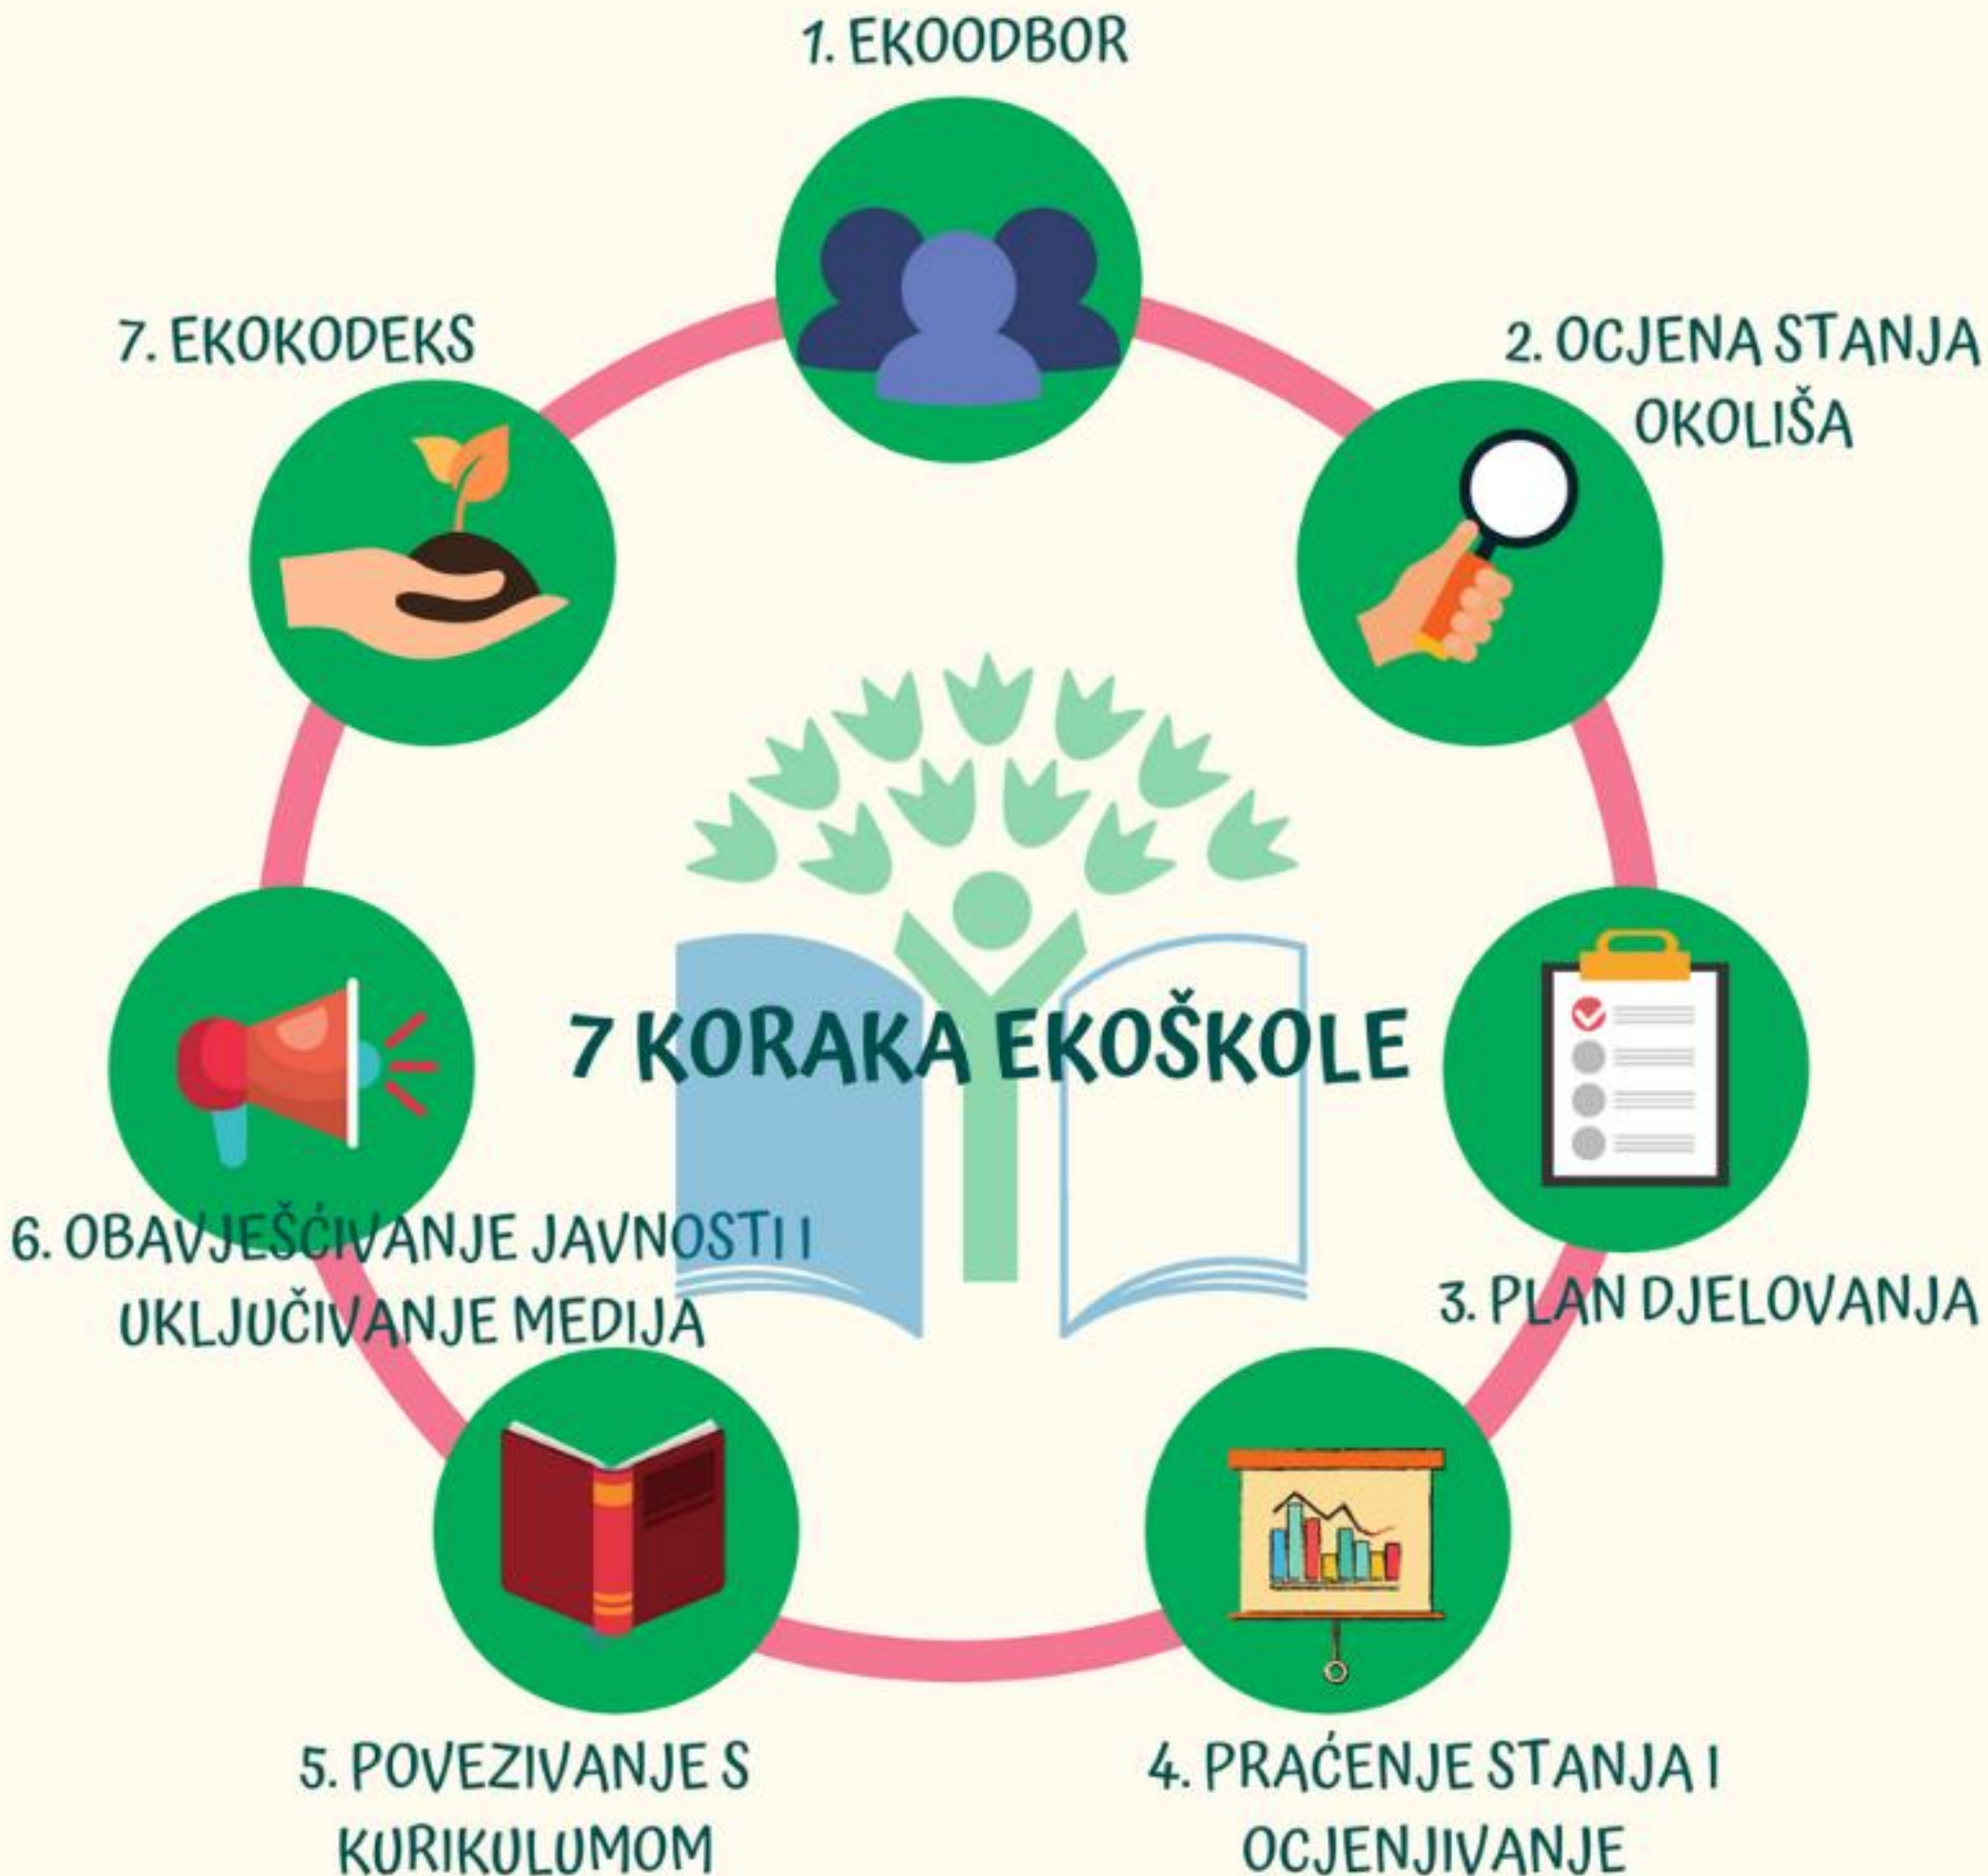 1. EKOODBOR
2. OCJENA STANJA
OKOLIŠA
3. PLAN DJELOVANJA
4. PRAĆENJE STANJA I
OCJENJIVANJE
5. POVEZIVANJE S
KURIKULUMOM
6. OBAVJEŠĆIVANJE JAVNOSTI I
UKLJUČIVANJE MEDIJA
7. EKOKODEKS
7 KORAKA EKOŠKOLE